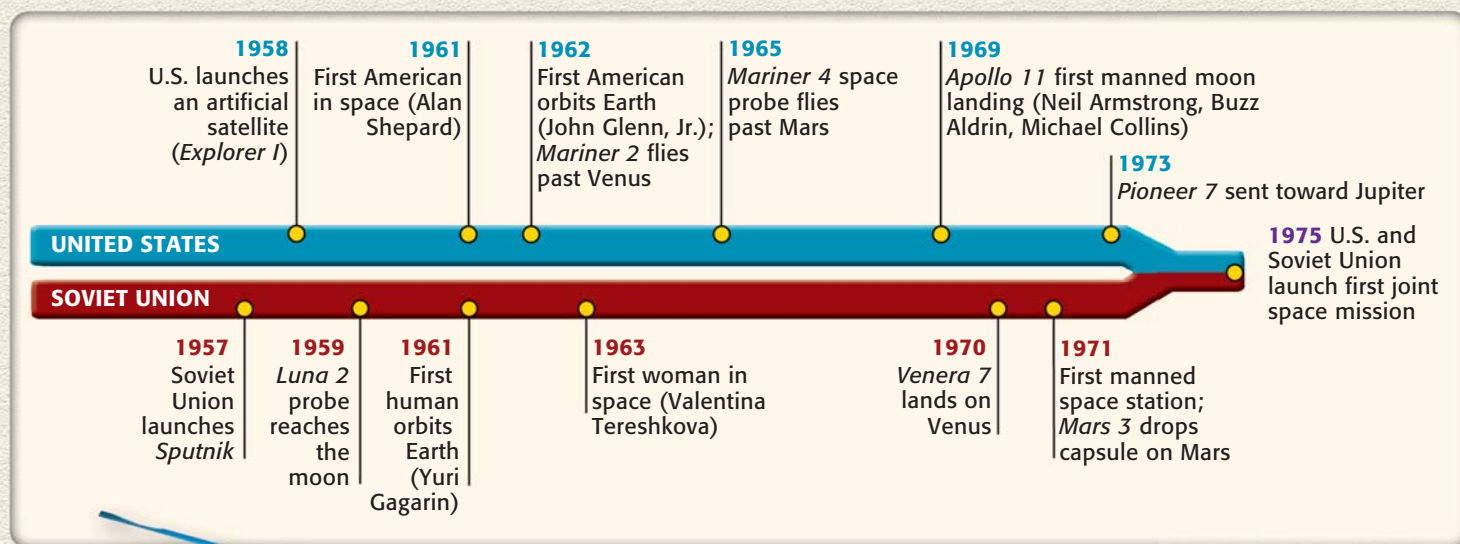 1958
U.S. launches
an artificial
satellite
(Explorer I)
1961
First American
in space (Alan
Shepard)
1962
First American
orbits Earth
(John Glenn, Jr.);
Mariner 2 flies
past Venus
1965
Mariner 4 space
probe flies
past Mars
1969
Apollo 11 first manned moon
landing (Neil Armstrong, Buzz
Aldrin, Michael Collins)
1973
Pioneer 7 sent toward Jupiter
UNITED STATES
SOVIET UNION
1975 U.S. and
Soviet Union
launch first joint
space mission
1957
Soviet
Union
launches
Sputnik
1959
Luna 2
probe
reaches
the
moon
1961
First
human
orbits
Earth
(Yuri
Gagarin)
1963
First woman in
space (Valentina
Tereshkova)
1970
Venera 7
lands on
Venus
1971
First manned
space station;
Mars 3 drops
capsule on Mars